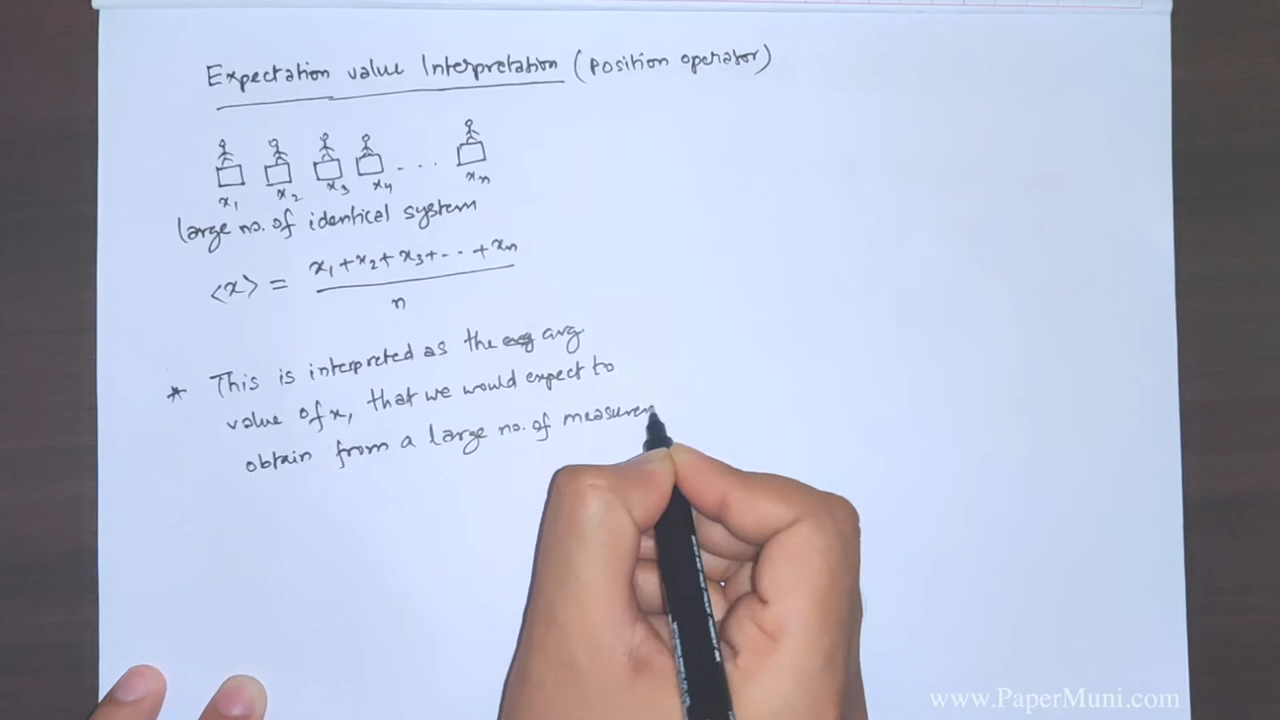 Expectation value Interpretation (Position operator)
x₁ x₂ x₃ x₄ . . . xₙ
large no. of identical system
⟨x⟩ = (x₁+x₂+x₃+...+xₙ)/n
* This is interpreted as the avg
value of x, that we would expect to
obtain from a large no. of measurem
www.PaperMuni.com